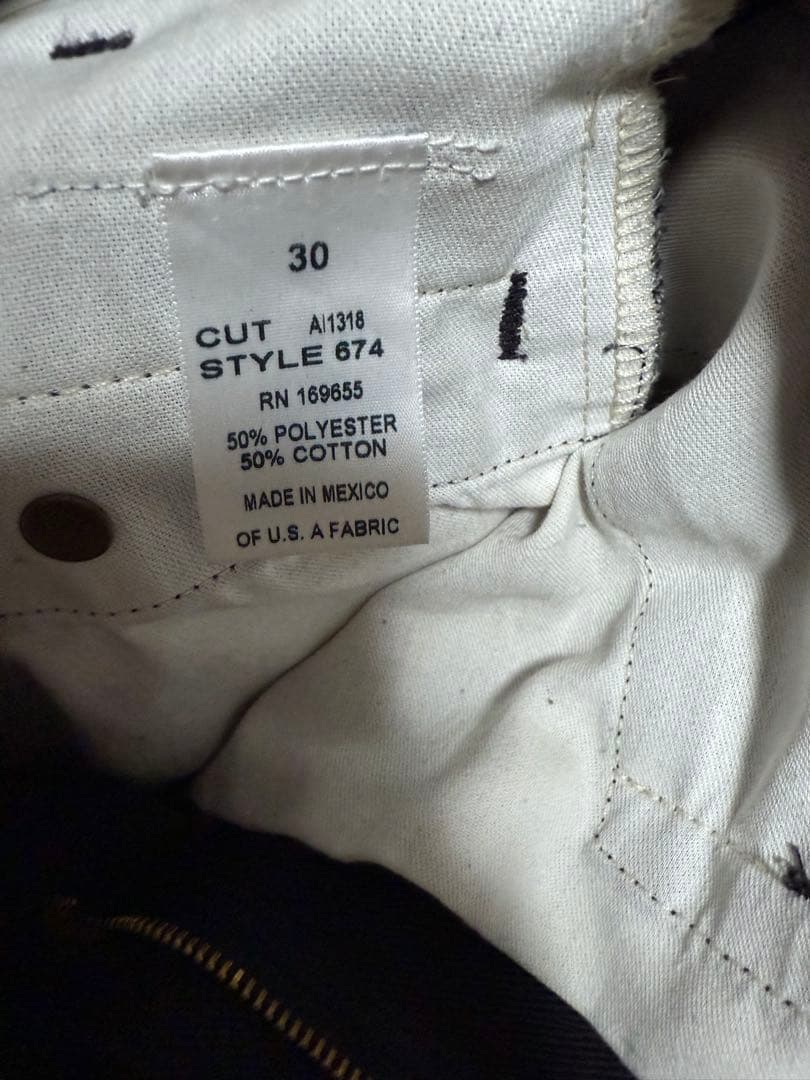 30
CUT AI1318
STYLE 674
RN 169655
50% POLYESTER
50% COTTON
MADE IN MEXICO
OF U.S. A FABRIC